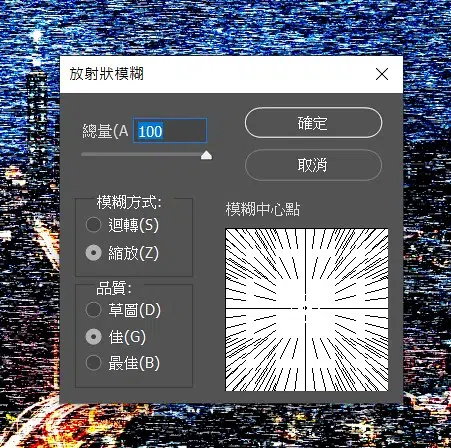 放射狀模糊
總量(A
100
確定
取消
模糊方式:
迴轉(S)
縮放(Z)
品質:
草圖(D)
佳(G)
最佳(B)
模糊中心點